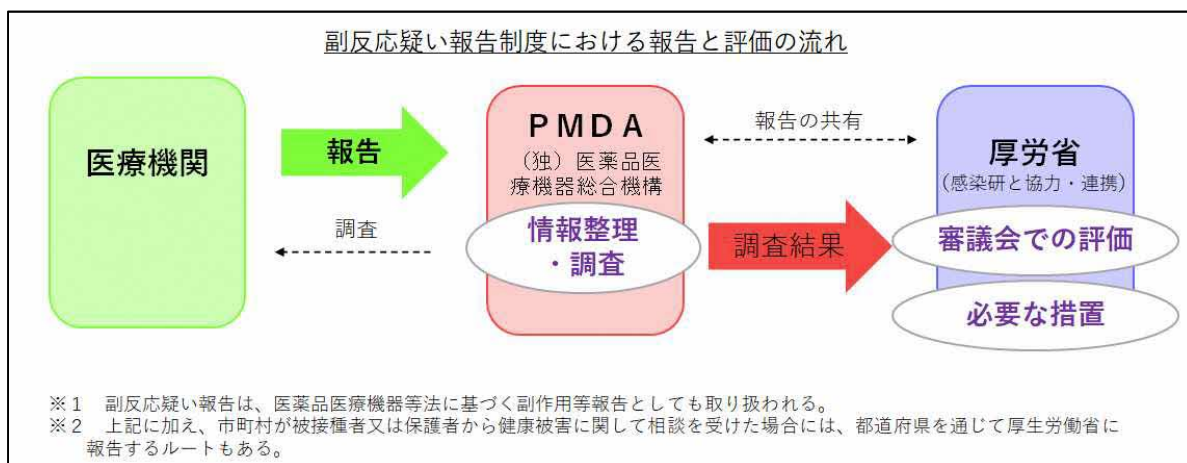 副反応疑い報告制度における報告と評価の流れ
医療機関
報告
調査
PMDA
（独）医薬品医
療機器総合機構
情報整理
・調査
報告の共有
調査結果
厚労省
（感染研と協力・連携）
審議会での評価
必要な措置
※１　副反応疑い報告は、医薬品医療機器等法に基づく副作用等報告としても取り扱われる。
※２　上記に加え、市町村が被接種者又は保護者から健康被害に関して相談を受けた場合には、都道府県を通じて厚生労働省に
報告するルートもある。